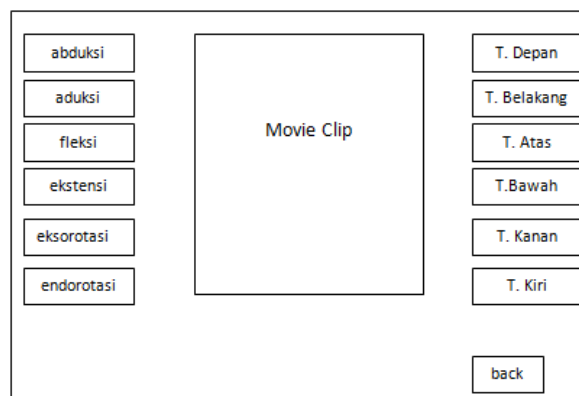 abduksi
aduksi
fleksi
ekstensi
eksorotasi
endorotasi
Movie Clip
T. Depan
T. Belakang
T. Atas
T.Bawah
T. Kanan
T. Kiri
back